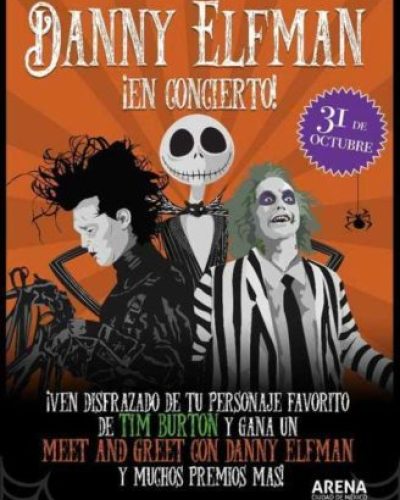 DANNY ELFMAN
¡EN CONCIERTO!
31 DE
OCTUBRE
¡VEN DISFRAZADO DE TU PERSONAJE FAVORITO
DE TIM BURTON Y GANA UN
MEET AND GREET CON DANNY ELFMAN
Y MUCHOS PREMIOS MAS!
ARENA
CIUDAD DE MÉXICO